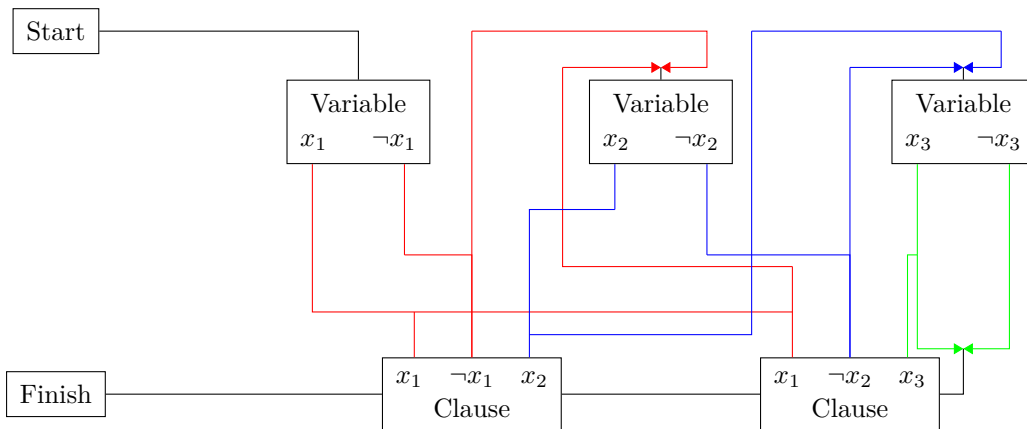 Start
Variable Variable Variable
x₁ ¬x₁ x₂ ¬x₂ x₃ ¬x₃
x₁ ¬x₁ x₂ x₁ ¬x₂ x₃
Finish
Clause Clause